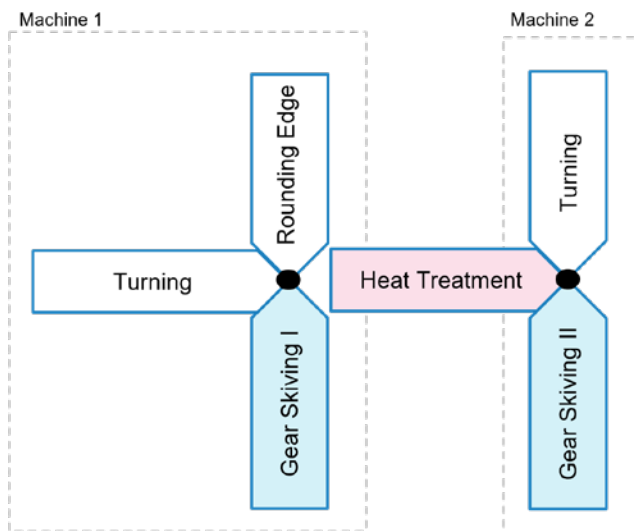 Machine 1
Machine 2
Rounding Edge
Turning
Turning
Heat Treatment
Gear Skiving I
Gear Skiving II